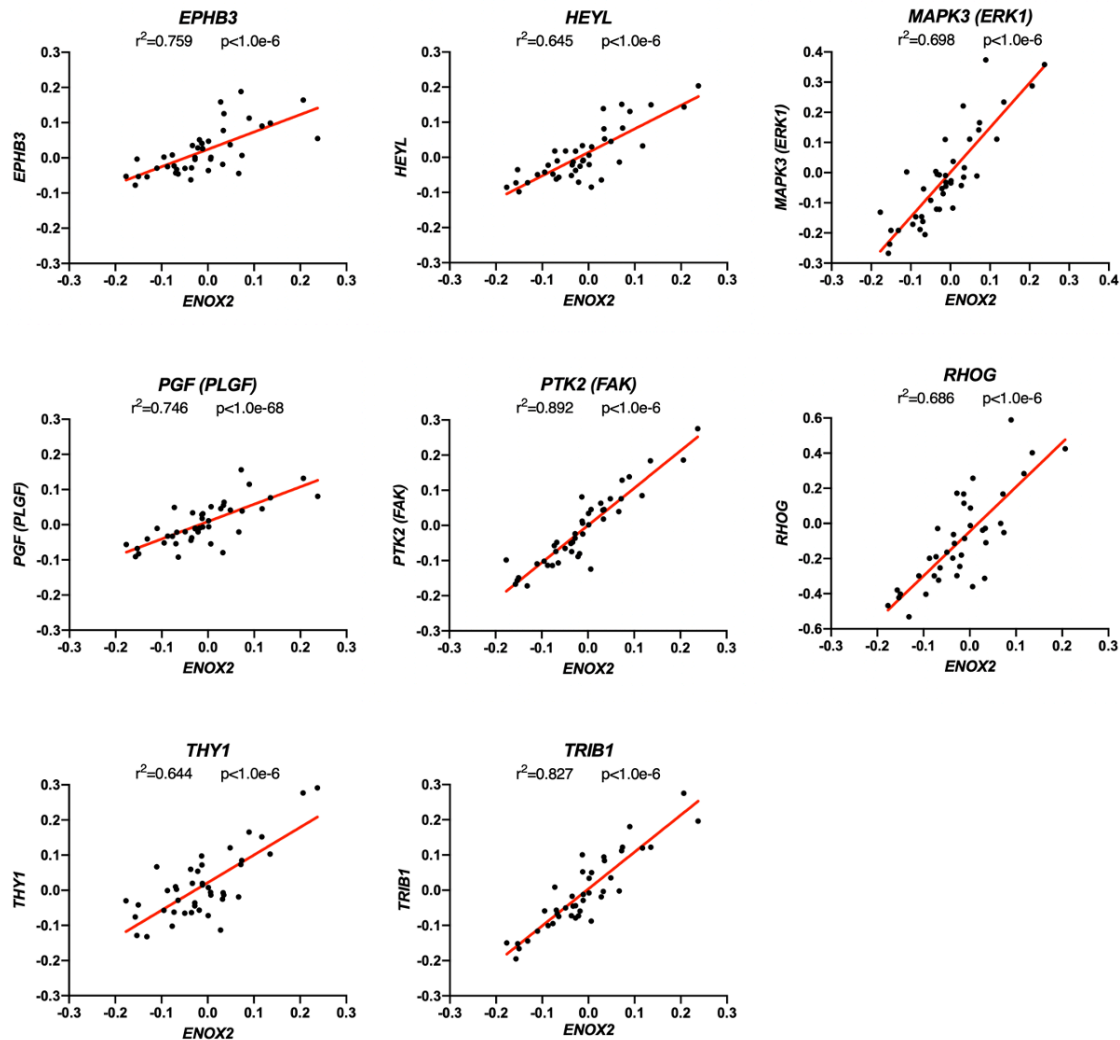 EPHB3
r²=0.759 p<1.0e-6
0.3
0.2
0.1
0.0
-0.1
-0.2
-0.3
EPHB3
-0.3 -0.2 -0.1 0.0 0.1 0.2 0.3
ENOX2
HEYL
r²=0.645 p<1.0e-6
0.3
0.2
0.1
0.0
-0.1
-0.2
-0.3
HEYL
-0.3 -0.2 -0.1 0.0 0.1 0.2 0.3
ENOX2
MAPK3 (ERK1)
r²=0.698 p<1.0e-6
0.4
0.3
0.2
0.1
0.0
-0.1
-0.2
-0.3
MAPK3 (ERK1)
-0.3 -0.2 -0.1 0.0 0.1 0.2 0.3 0.4
ENOX2
PGF (PLGF)
r²=0.746 p<1.0e-68
0.3
0.2
0.1
0.0
-0.1
-0.2
-0.3
PGF (PLGF)
-0.3 -0.2 -0.1 0.0 0.1 0.2 0.3
ENOX2
PTK2 (FAK)
r²=0.892 p<1.0e-6
0.3
0.2
0.1
0.0
-0.1
-0.2
-0.3
PTK2 (FAK)
-0.3 -0.2 -0.1 0.0 0.1 0.2 0.3
ENOX2
RHOG
r²=0.686 p<1.0e-6
0.6
0.4
0.2
-0.0
-0.2
-0.4
-0.6
RHOG
-0.3 -0.2 -0.1 0.0 0.1 0.2 0.3
ENOX2
THY1
r²=0.644 p<1.0e-6
0.3
0.2
0.1
0.0
-0.1
-0.2
-0.3
THY1
-0.3 -0.2 -0.1 0.0 0.1 0.2 0.3
ENOX2
TRIB1
r²=0.827 p<1.0e-6
0.3
0.2
0.1
0.0
-0.1
-0.2
-0.3
TRIB1
-0.3 -0.2 -0.1 0.0 0.1 0.2 0.3
ENOX2